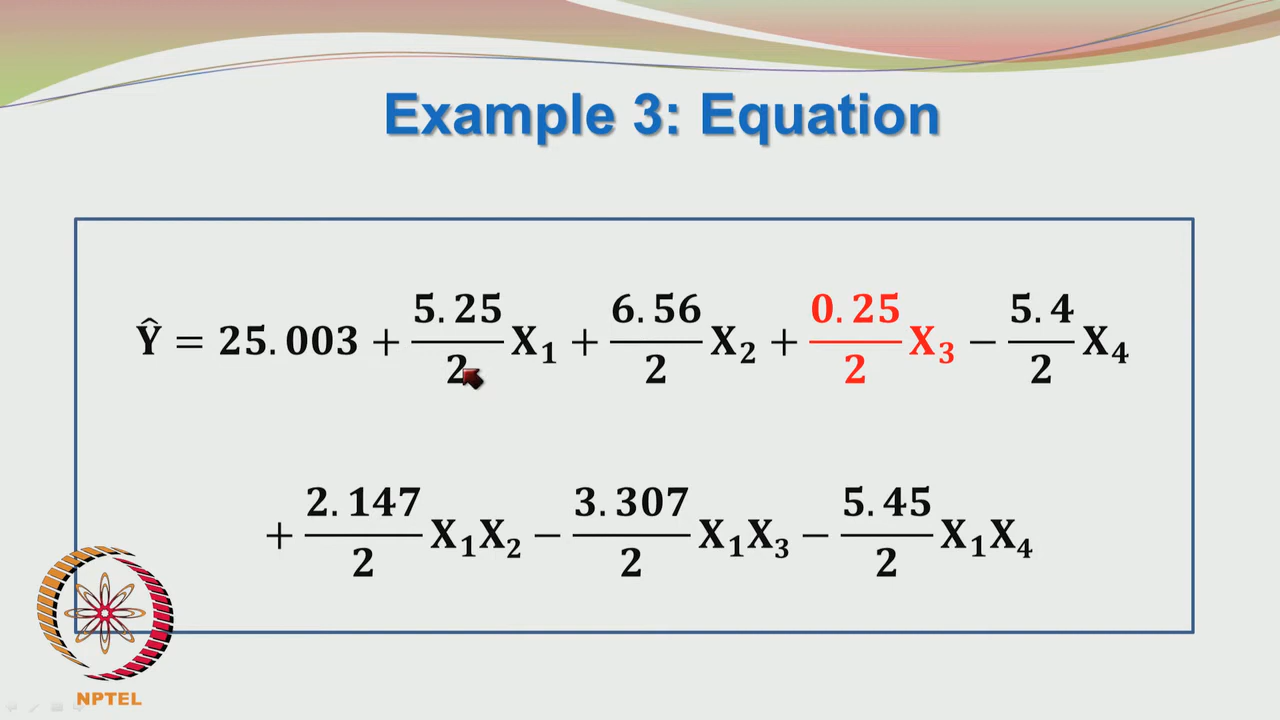 Example 3: Equation
Ŷ = 25.003 + 5.25/2 X₁ + 6.56/2 X₂ + 0.25/2 X₃ − 5.4/2 X₄
+ 2.147/2 X₁X₂ − 3.307/2 X₁X₃ − 5.45/2 X₁X₄
NPTEL